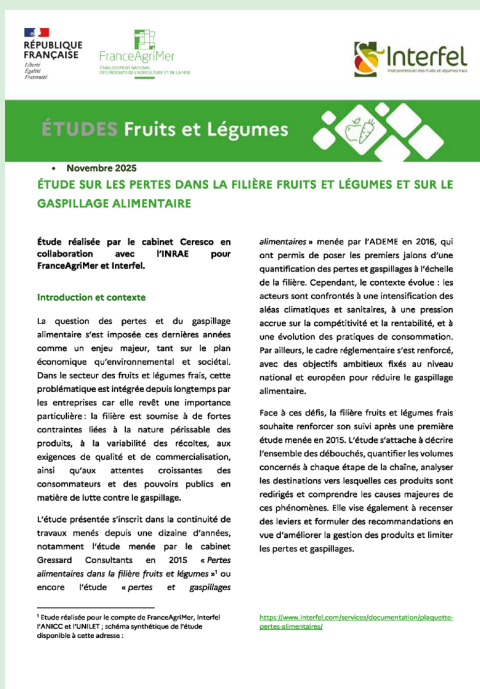 RÉPUBLIQUE
FRANÇAISE
Liberté
Égalité
Fraternité
FranceAgriMer
ÉTABLISSEMENT NATIONAL
DES PRODUITS DE L'AGRICULTURE ET DE LA MER
Interfel
Interprofession des fruits et légumes frais
ÉTUDES Fruits et Légumes
• Novembre 2025
ÉTUDE SUR LES PERTES DANS LA FILIÈRE FRUITS ET LÉGUMES ET SUR LE
GASPILLAGE ALIMENTAIRE
Étude réalisée par le cabinet Ceresco en
collaboration avec l'INRAE pour
FranceAgriMer et Interfel.
Introduction et contexte
La question des pertes et du gaspillage
alimentaire s'est imposée ces dernières années
comme un enjeu majeur, tant sur le plan
économique qu'environnemental et sociétal.
Dans le secteur des fruits et légumes frais, cette
problématique est intégrée depuis longtemps par
les entreprises car elle revêt une importance
particulière : la filière est soumise à de fortes
contraintes liées à la nature périssable des
produits, à la variabilité des récoltes, aux
exigences de qualité et de commercialisation,
ainsi qu'aux attentes croissantes des
consommateurs et des pouvoirs publics en
matière de lutte contre le gaspillage.
L'étude présentée s'inscrit dans la continuité de
travaux menés depuis une dizaine d'années,
notamment l'étude menée par le cabinet
Gressard Consultants en 2015 « Pertes
alimentaires dans la filière fruits et légumes »¹ ou
encore l'étude « pertes et gaspillages
¹ Etude réalisée pour le compte de FranceAgriMer, Interfel
l'ANICC et l'UNILET ; schéma synthétique de l'étude
disponible à cette adresse :
alimentaires » menée par l'ADEME en 2016, qui
ont permis de poser les premiers jalons d'une
quantification des pertes et gaspillages à l'échelle
de la filière. Cependant, le contexte évolue : les
acteurs sont confrontés à une intensification des
aléas climatiques et sanitaires, à une pression
accrue sur la compétitivité et la rentabilité, et à
une évolution des pratiques de consommation.
Par ailleurs, le cadre réglementaire s'est renforcé,
avec des objectifs ambitieux fixés au niveau
national et européen pour réduire le gaspillage
alimentaire.
Face à ces défis, la filière fruits et légumes frais
souhaite renforcer son suivi après une première
étude menée en 2015. L'étude s'attache à décrire
l'ensemble des débouchés, quantifier les volumes
concernés à chaque étape de la chaîne, analyser
les destinations vers lesquelles ces produits sont
redirigés et comprendre les causes majeures de
ces phénomènes. Elle vise également à recenser
des leviers et formuler des recommandations en
vue d'améliorer la gestion des produits et limiter
les pertes et gaspillages.
https://www.interfel.com/services/documentation/plaquette-
pertes-alimentaires/